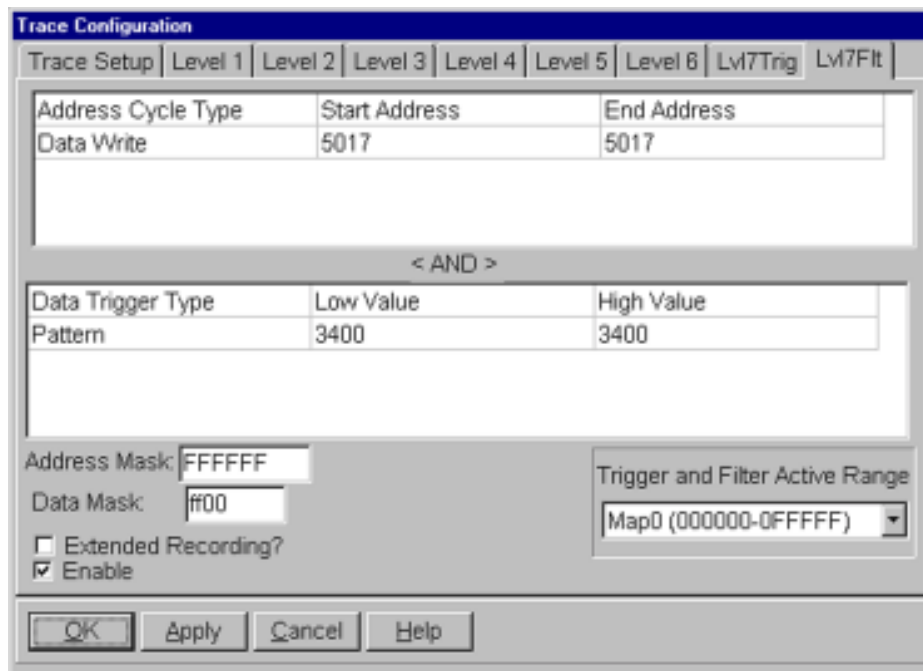 Trace Configuration
Trace Setup Level 1 Level 2 Level 3 Level 4 Level 5 Level 6 Lvl7Trig Lvl7Flt
Address Cycle Type Start Address End Address
Data Write 5017 5017
< AND >
Data Trigger Type Low Value High Value
Pattern 3400 3400
Address Mask: FFFFFF
Trigger and Filter Active Range
Data Mask: ff00
Map0 (000000-0FFFFF)
Extended Recording?
Enable
OK Apply Cancel Help